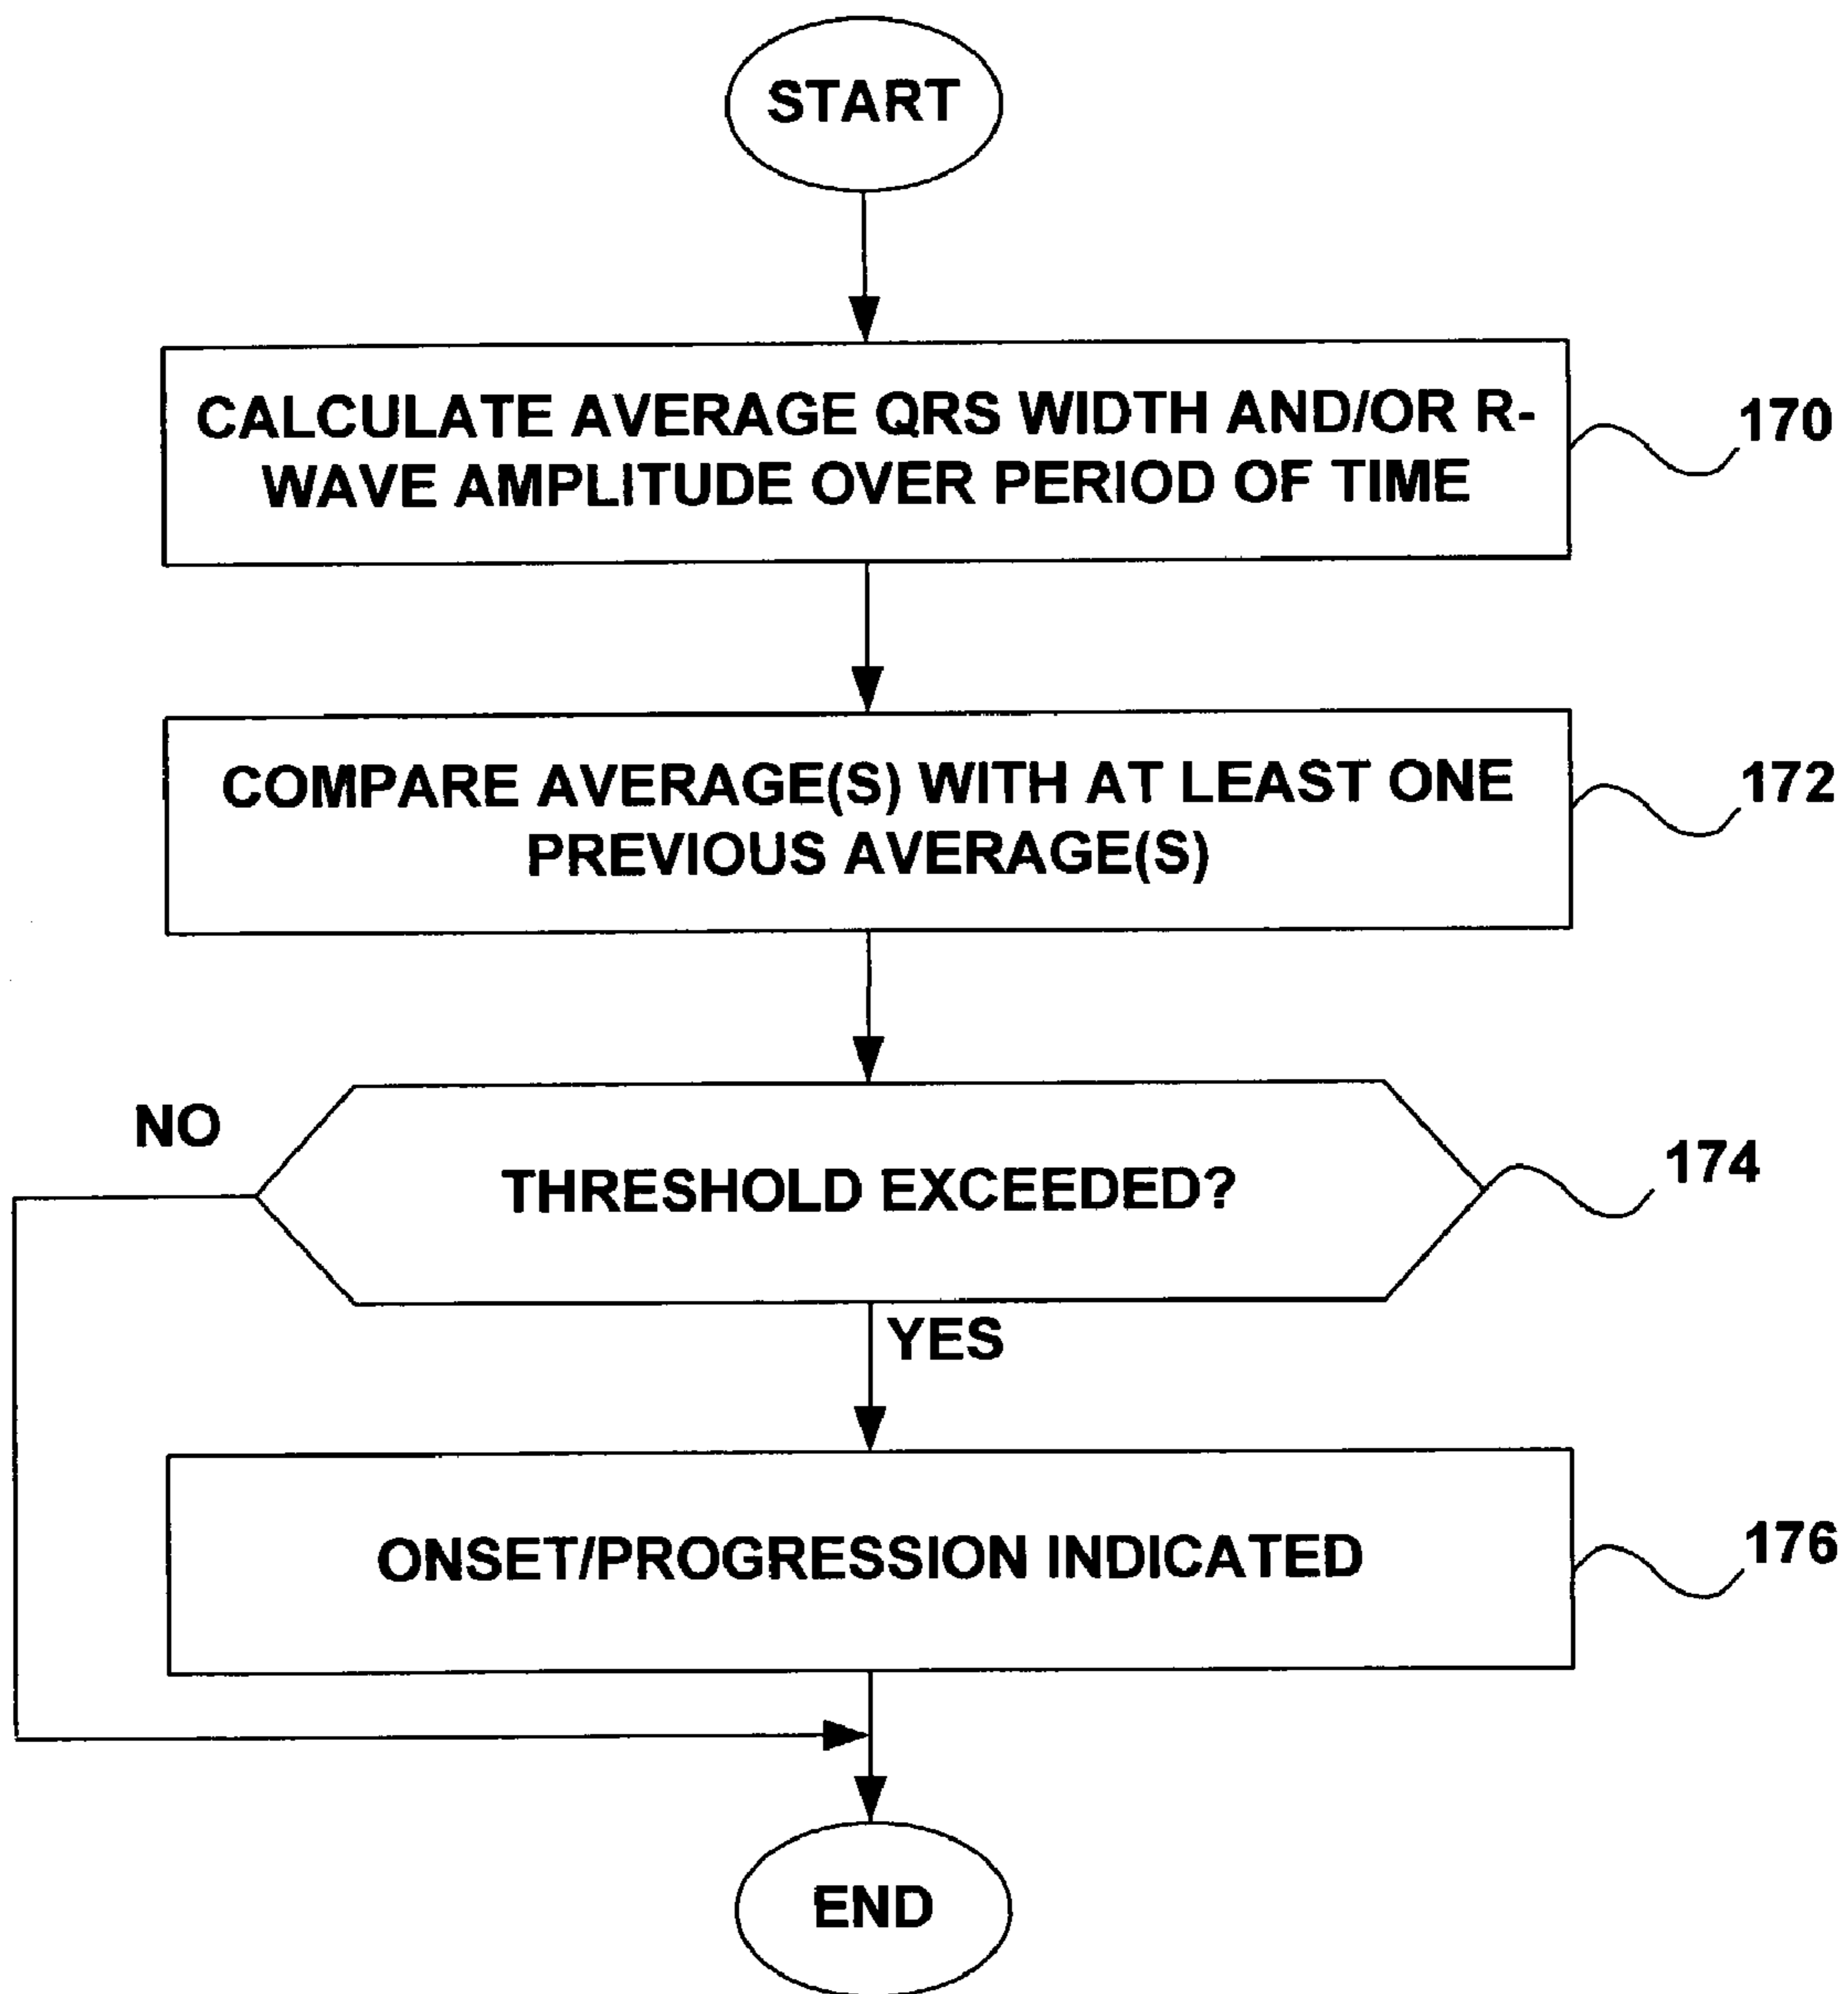 START
CALCULATE AVERAGE QRS WIDTH AND/OR R-
WAVE AMPLITUDE OVER PERIOD OF TIME
170
COMPARE AVERAGE(S) WITH AT LEAST ONE
PREVIOUS AVERAGE(S)
172
NO
THRESHOLD EXCEEDED?
174
YES
ONSET/PROGRESSION INDICATED
176
END